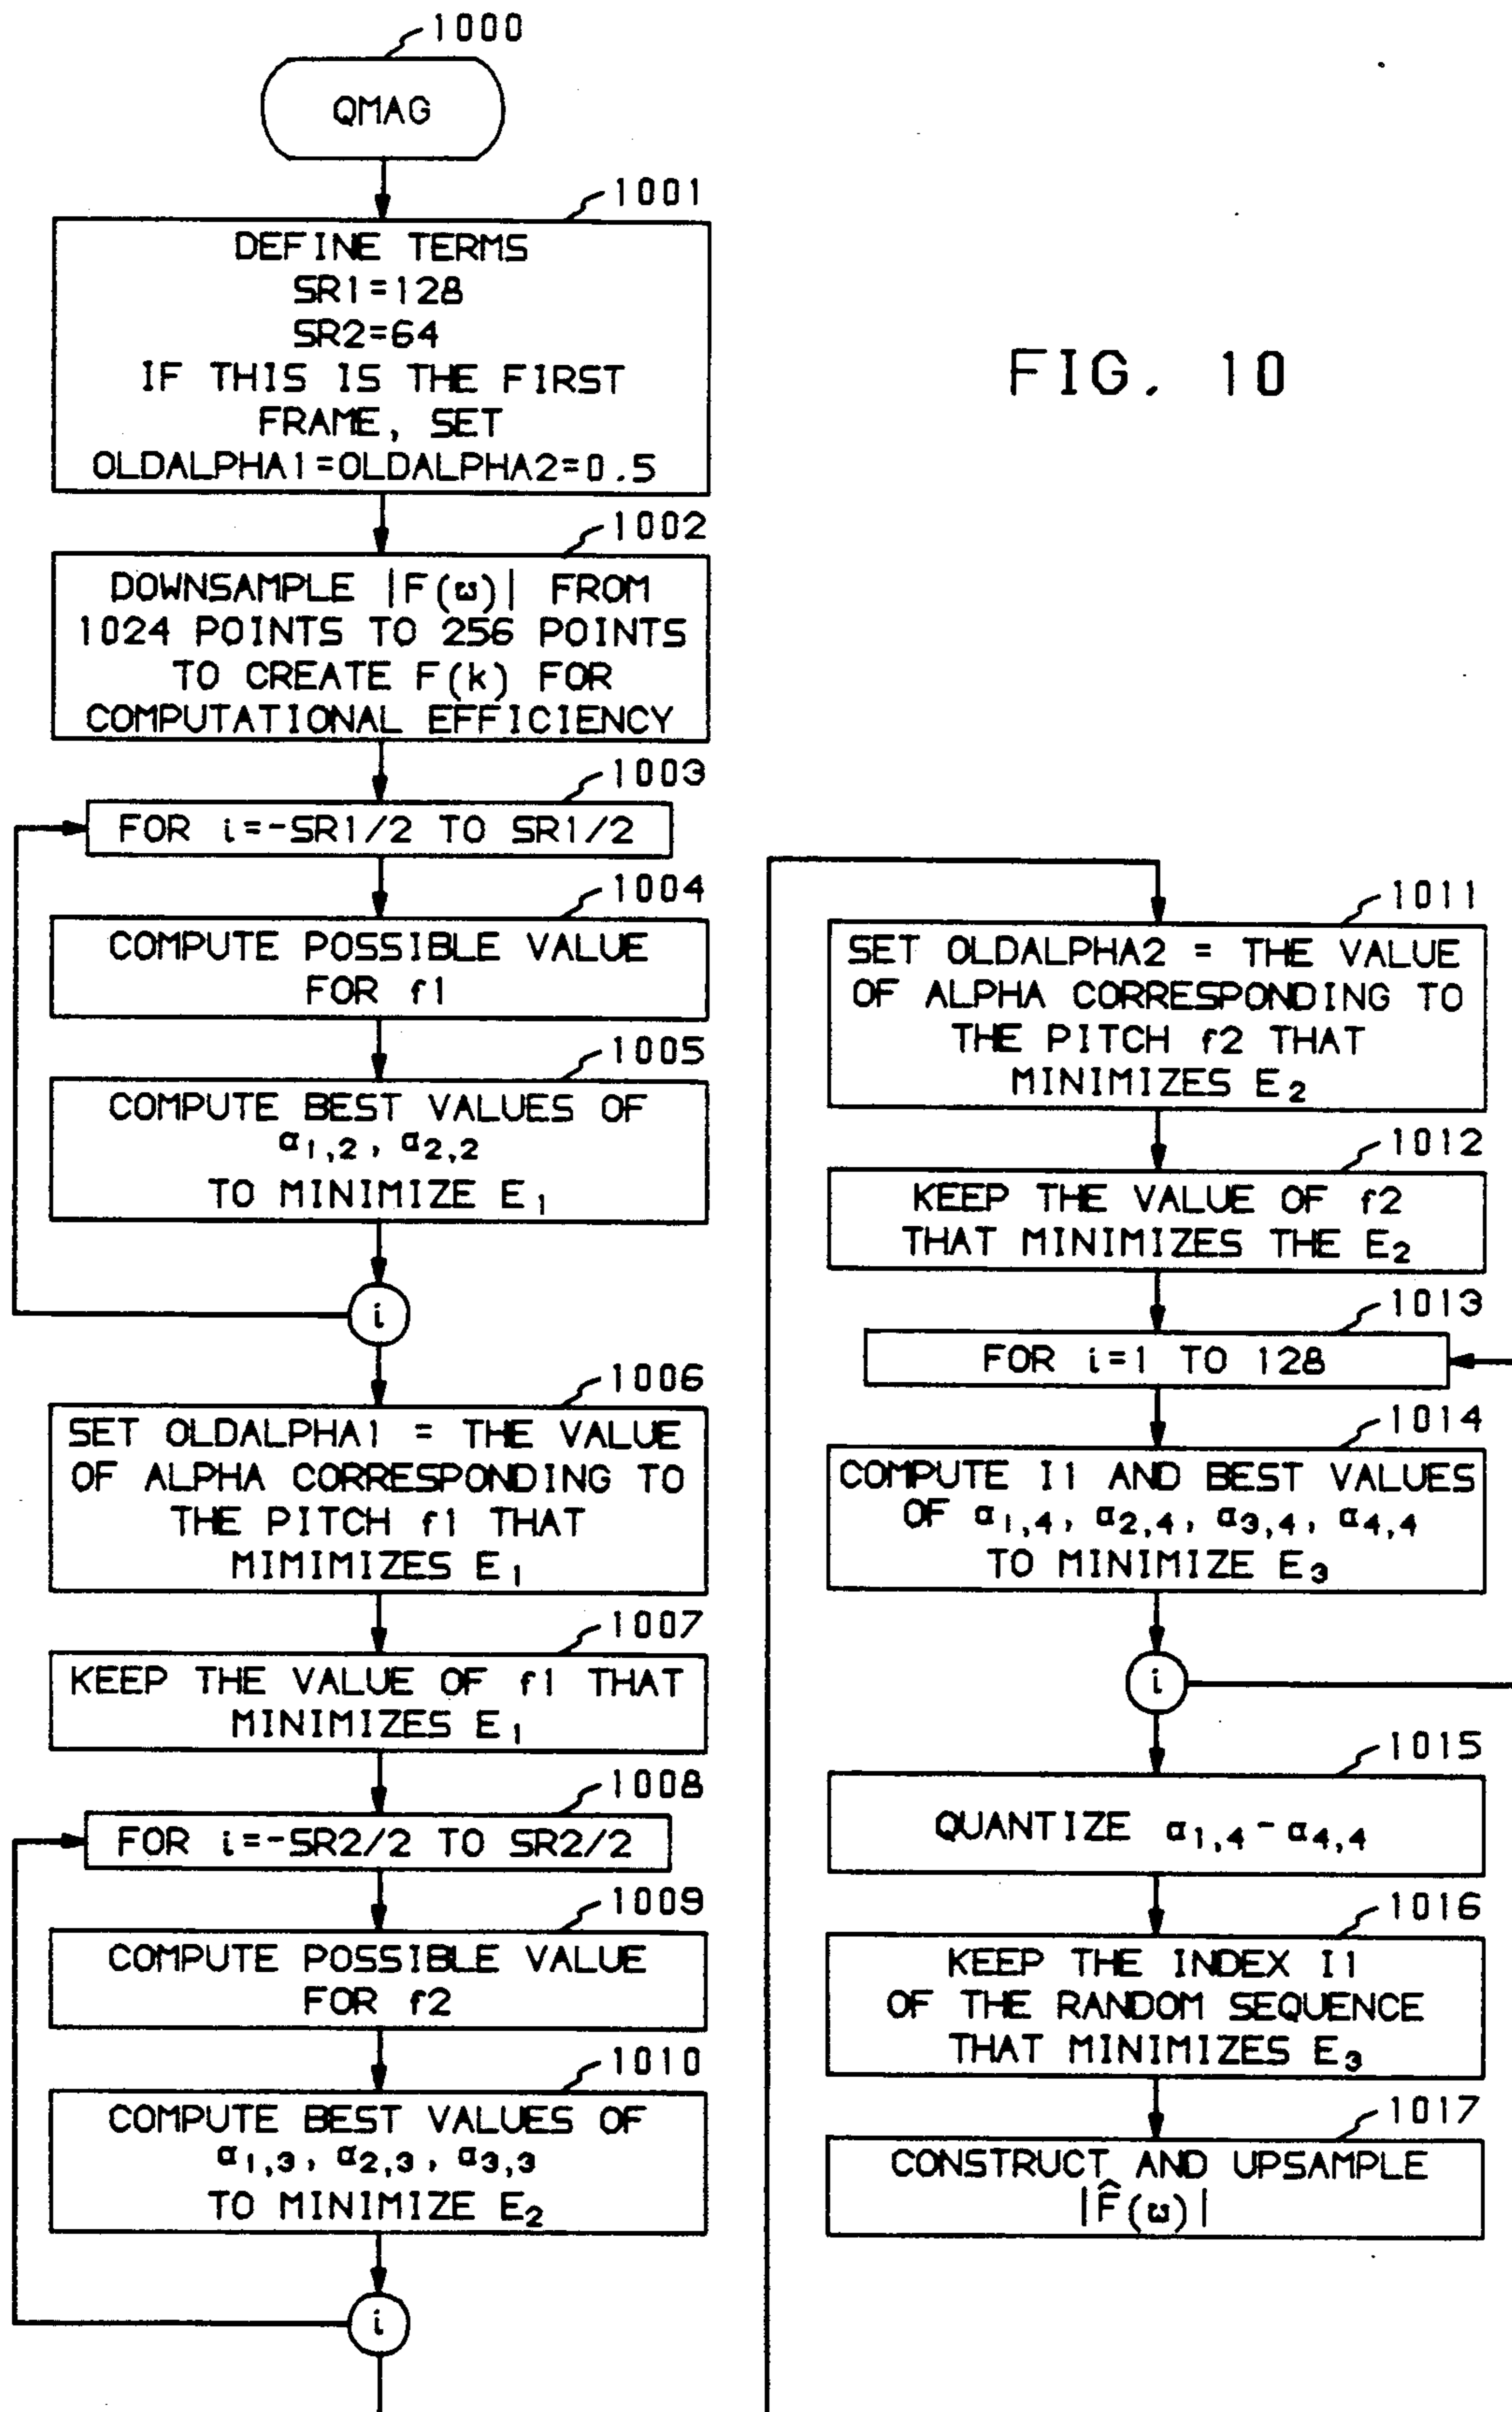 1000
QMAG
1001
DEFINE TERMS
SR1=128
SR2=64
IF THIS IS THE FIRST
FRAME, SET
OLDALPHA1=OLDALPHA2=0.5
1002
DOWNSAMPLE |F(ω)| FROM
1024 POINTS TO 256 POINTS
TO CREATE F(k) FOR
COMPUTATIONAL EFFICIENCY
1003
FOR i=-SR1/2 TO SR1/2
1004
COMPUTE POSSIBLE VALUE
FOR f1
1005
COMPUTE BEST VALUES OF
α1,2, α2,2
TO MINIMIZE E1
i
1006
SET OLDALPHA1 = THE VALUE
OF ALPHA CORRESPONDING TO
THE PITCH f1 THAT
MIMIMIZES E1
1007
KEEP THE VALUE OF f1 THAT
MINIMIZES E1
1008
FOR i=-SR2/2 TO SR2/2
1009
COMPUTE POSSIBLE VALUE
FOR f2
1010
COMPUTE BEST VALUES OF
α1,3, α2,3, α3,3
TO MINIMIZE E2
i
FIG. 10
1011
SET OLDALPHA2 = THE VALUE
OF ALPHA CORRESPONDING TO
THE PITCH f2 THAT
MINIMIZES E2
1012
KEEP THE VALUE OF f2
THAT MINIMIZES THE E2
1013
FOR i=1 TO 128
1014
COMPUTE I1 AND BEST VALUES
OF α1,4, α2,4, α3,4, α4,4
TO MINIMIZE E3
i
1015
QUANTIZE α1,4-α4,4
1016
KEEP THE INDEX I1
OF THE RANDOM SEQUENCE
THAT MINIMIZES E3
1017
CONSTRUCT AND UPSAMPLE
|F̂(ω)|